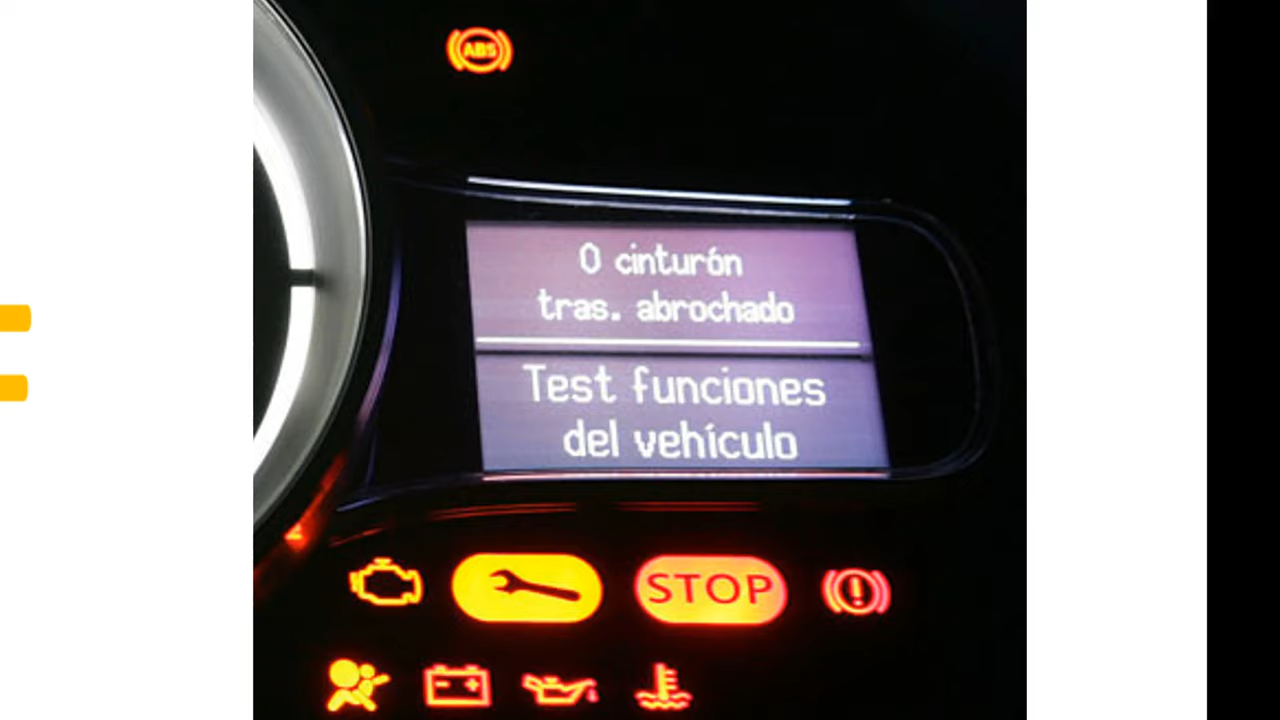 ABS
0 cinturón
tras. abrochado
Test funciones
del vehículo
STOP